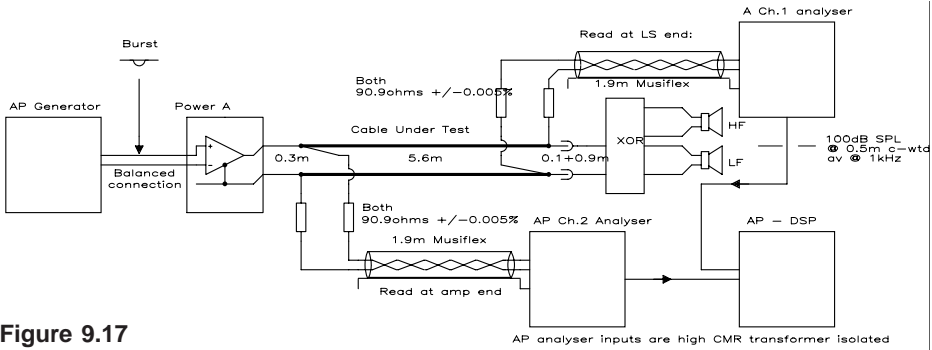 A Ch.1 analyser
Burst
Read at LS end:
1.9m Musiflex
Both
90.9ohms +/-0.005%
AP Generator
Power A
+
-
Balanced
connection
Cable Under Test
0.3m
5.6m
0.1+0.9m
XOR
HF
LF
100dB SPL
@ 0.5m c-wtd
av @ 1kHz
Both
90.9ohms +/-0.005%
1.9m Musiflex
Read at amp end
AP Ch.2 Analyser
AP - DSP
AP analyser inputs are high CMR transformer isolated
Figure 9.17